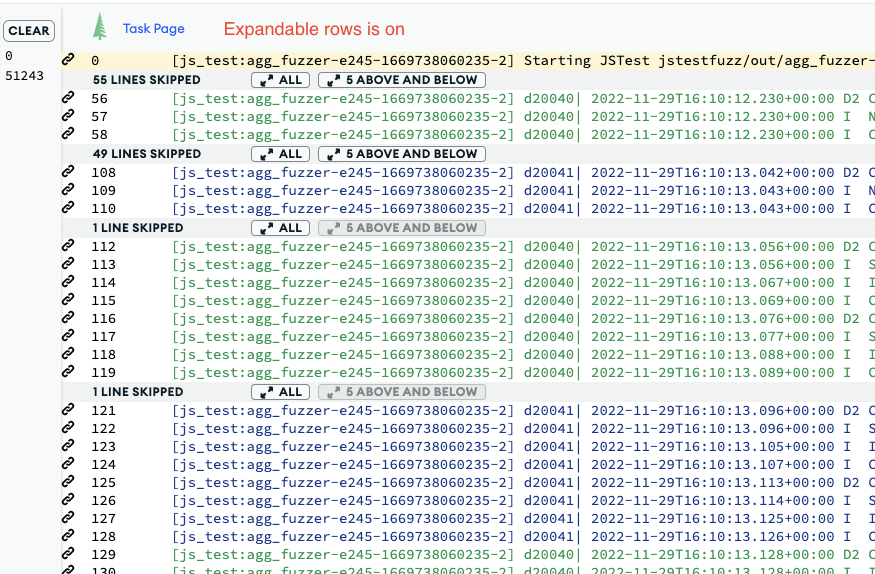 CLEAR
0
51243
Task Page
Expandable rows is on
0 [js_test:agg_fuzzer-e245-1669738060235-2] Starting JSTest jstestfuzz/out/agg_fuzzer-
55 LINES SKIPPED ALL 5 ABOVE AND BELOW
56 [js_test:agg_fuzzer-e245-1669738060235-2] d20040| 2022-11-29T16:10:12.230+00:00 D2 C
57 [js_test:agg_fuzzer-e245-1669738060235-2] d20040| 2022-11-29T16:10:12.230+00:00 I N
58 [js_test:agg_fuzzer-e245-1669738060235-2] d20040| 2022-11-29T16:10:12.230+00:00 I C
49 LINES SKIPPED ALL 5 ABOVE AND BELOW
108 [js_test:agg_fuzzer-e245-1669738060235-2] d20041| 2022-11-29T16:10:13.042+00:00 D2 C
109 [js_test:agg_fuzzer-e245-1669738060235-2] d20041| 2022-11-29T16:10:13.043+00:00 I N
110 [js_test:agg_fuzzer-e245-1669738060235-2] d20041| 2022-11-29T16:10:13.043+00:00 I C
1 LINE SKIPPED ALL 5 ABOVE AND BELOW
112 [js_test:agg_fuzzer-e245-1669738060235-2] d20040| 2022-11-29T16:10:13.056+00:00 D2 C
113 [js_test:agg_fuzzer-e245-1669738060235-2] d20040| 2022-11-29T16:10:13.056+00:00 I S
114 [js_test:agg_fuzzer-e245-1669738060235-2] d20040| 2022-11-29T16:10:13.067+00:00 I I
115 [js_test:agg_fuzzer-e245-1669738060235-2] d20040| 2022-11-29T16:10:13.069+00:00 I C
116 [js_test:agg_fuzzer-e245-1669738060235-2] d20040| 2022-11-29T16:10:13.076+00:00 D2 C
117 [js_test:agg_fuzzer-e245-1669738060235-2] d20040| 2022-11-29T16:10:13.077+00:00 I S
118 [js_test:agg_fuzzer-e245-1669738060235-2] d20040| 2022-11-29T16:10:13.088+00:00 I I
119 [js_test:agg_fuzzer-e245-1669738060235-2] d20040| 2022-11-29T16:10:13.089+00:00 I C
1 LINE SKIPPED ALL 5 ABOVE AND BELOW
121 [js_test:agg_fuzzer-e245-1669738060235-2] d20041| 2022-11-29T16:10:13.096+00:00 D2 C
122 [js_test:agg_fuzzer-e245-1669738060235-2] d20041| 2022-11-29T16:10:13.096+00:00 I S
123 [js_test:agg_fuzzer-e245-1669738060235-2] d20041| 2022-11-29T16:10:13.105+00:00 I I
124 [js_test:agg_fuzzer-e245-1669738060235-2] d20041| 2022-11-29T16:10:13.107+00:00 I C
125 [js_test:agg_fuzzer-e245-1669738060235-2] d20041| 2022-11-29T16:10:13.113+00:00 D2 C
126 [js_test:agg_fuzzer-e245-1669738060235-2] d20041| 2022-11-29T16:10:13.114+00:00 I S
127 [js_test:agg_fuzzer-e245-1669738060235-2] d20041| 2022-11-29T16:10:13.125+00:00 I I
128 [js_test:agg_fuzzer-e245-1669738060235-2] d20041| 2022-11-29T16:10:13.126+00:00 I C
129 [js_test:agg_fuzzer-e245-1669738060235-2] d20040| 2022-11-29T16:10:13.128+00:00 D2 C
130